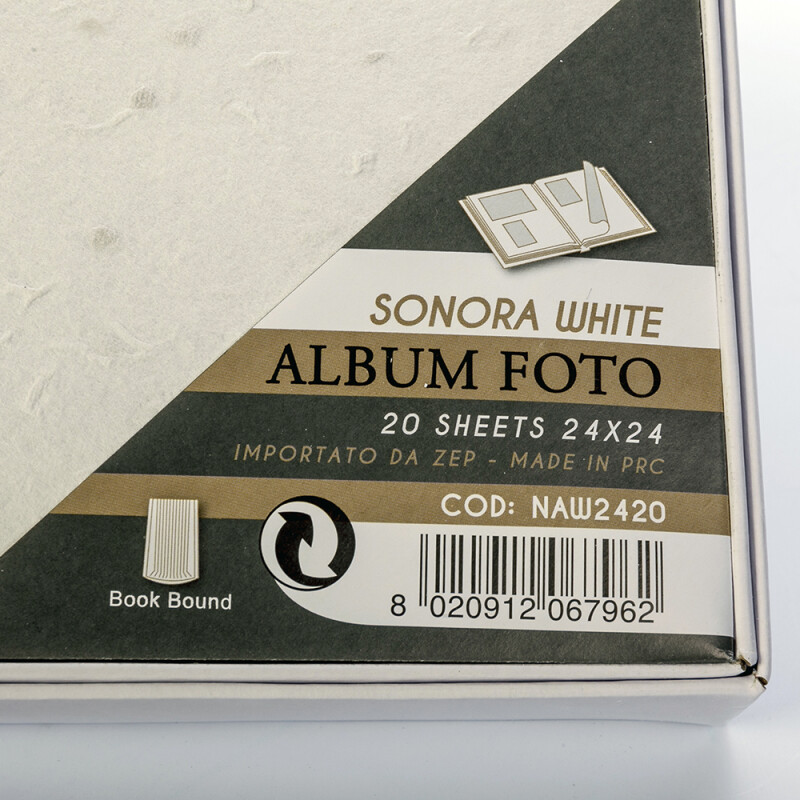 SONORA WHITE
ALBUM FOTO
20 SHEETS 24X24
IMPORTATO DA ZEP - MADE IN PRC
COD: NAW2420
Book Bound
8 020912 067962